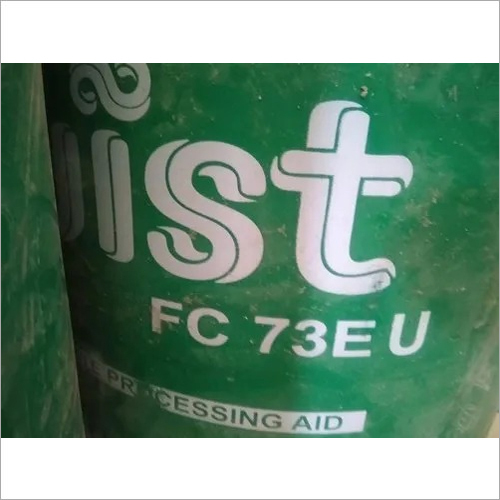 ist
FC 73E U
PROCESSING AID